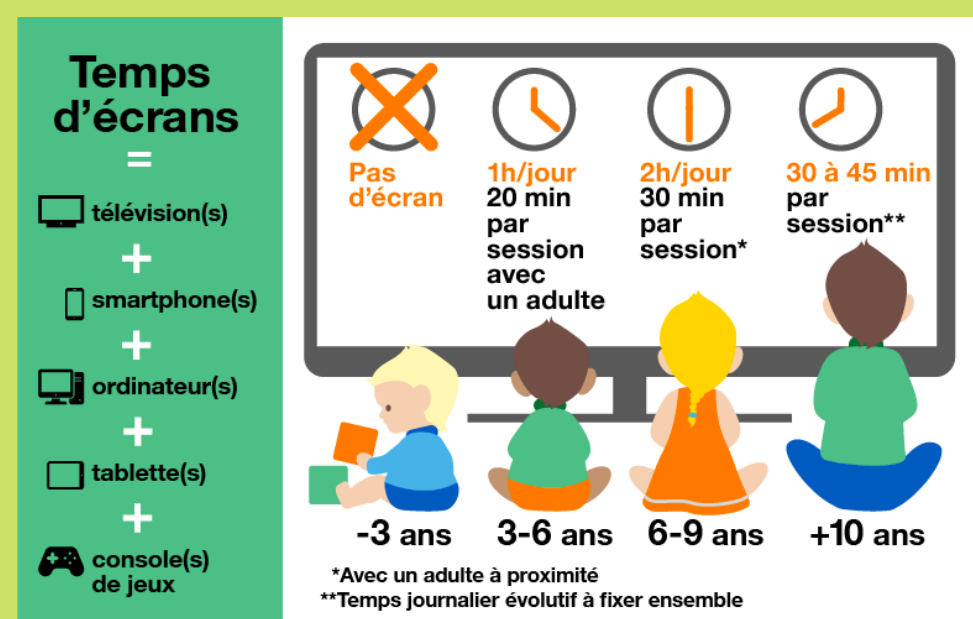 Temps
d'écrans
=
télévision(s)
+
smartphone(s)
+
ordinateur(s)
+
tablette(s)
+
console(s)
de jeux
Pas
d'écran
1h/jour
20 min
par
session
avec
un adulte
2h/jour
30 min
par
session*
30 à 45 min
par
session**
-3 ans
3-6 ans
6-9 ans
+10 ans
*Avec un adulte à proximité
**Temps journalier évolutif à fixer ensemble